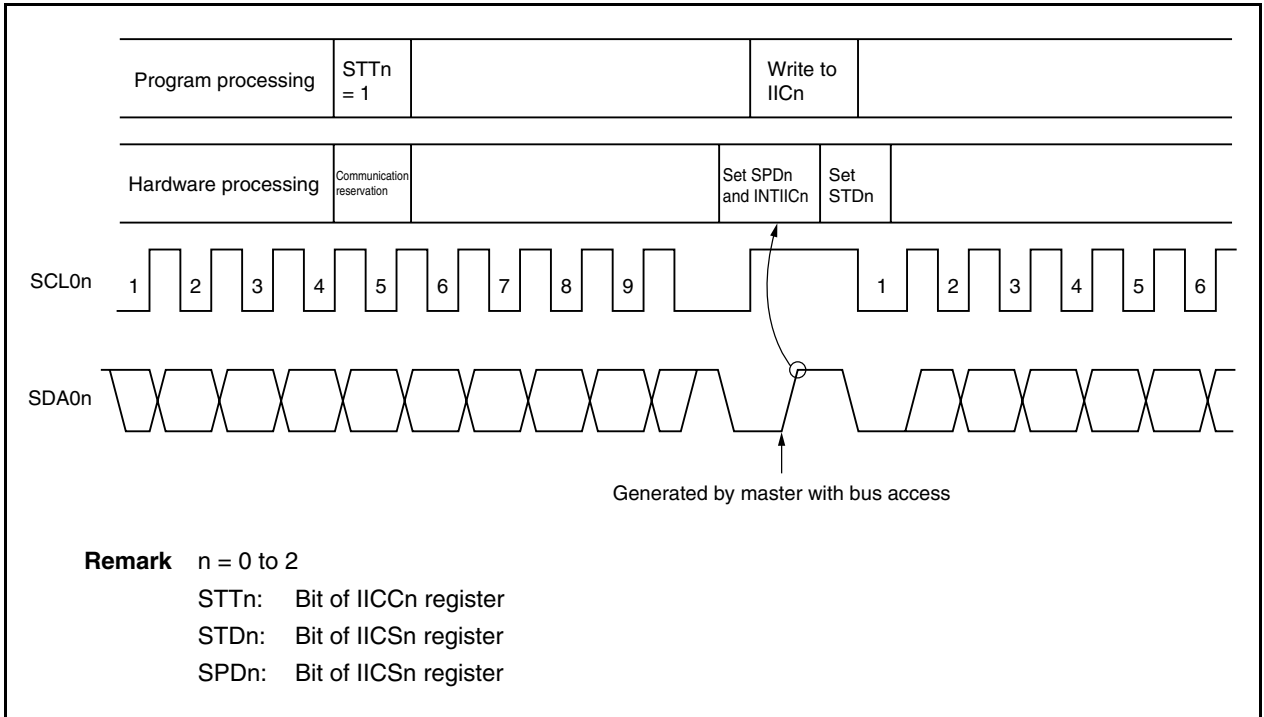 Program processing
STTn
= 1
Write to
IICn
Hardware processing
Communication
reservation
Set SPDn
and INTIICn
Set
STDn
SCL0n
1 2 3 4 5 6 7 8 9 1 2 3 4 5 6
SDA0n
Generated by master with bus access
Remark n = 0 to 2
STTn: Bit of IICCn register
STDn: Bit of IICSn register
SPDn: Bit of IICSn register